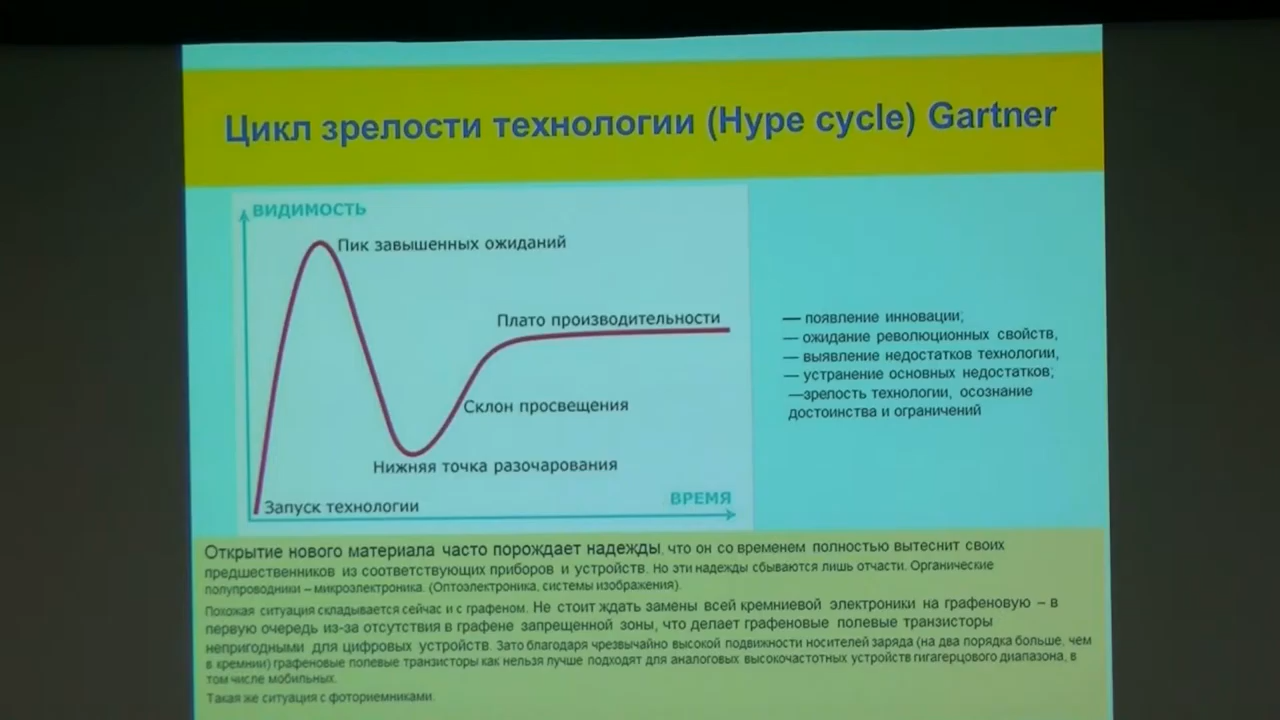 Цикл зрелости технологии (Hype cycle) Gartner
ВИДИМОСТЬ
Пик завышенных ожиданий
Плато производительности
Склон просвещения
Нижняя точка разочарования
ВРЕМЯ
Запуск технологии
— появление инновации;
— ожидание революционных свойств,
— выявление недостатков технологии,
— устранение основных недостатков;
—зрелость технологии, осознание
достоинства и ограничений
Открытие нового материала часто порождает надежды, что он со временем полностью вытеснит своих
предшественников из соответствующих приборов и устройств. Но эти надежды сбываются лишь отчасти. Органические
полупроводники – микроэлектроника. (Оптоэлектроника, системы изображения).
Похожая ситуация складывается сейчас и с графеном. Не стоит ждать замены всей кремниевой электроники на графеновую – в
первую очередь из-за отсутствия в графене запрещенной зоны, что делает графеновые полевые транзисторы
непригодными для цифровых устройств. Зато благодаря чрезвычайно высокой подвижности носителей заряда (на два порядка больше, чем
в кремнии) графеновые полевые транзисторы как нельзя лучше подходят для аналоговых высокочастотных устройств гигагерцового диапазона, в
том числе мобильных.
Такая же ситуация с фотоприемниками.